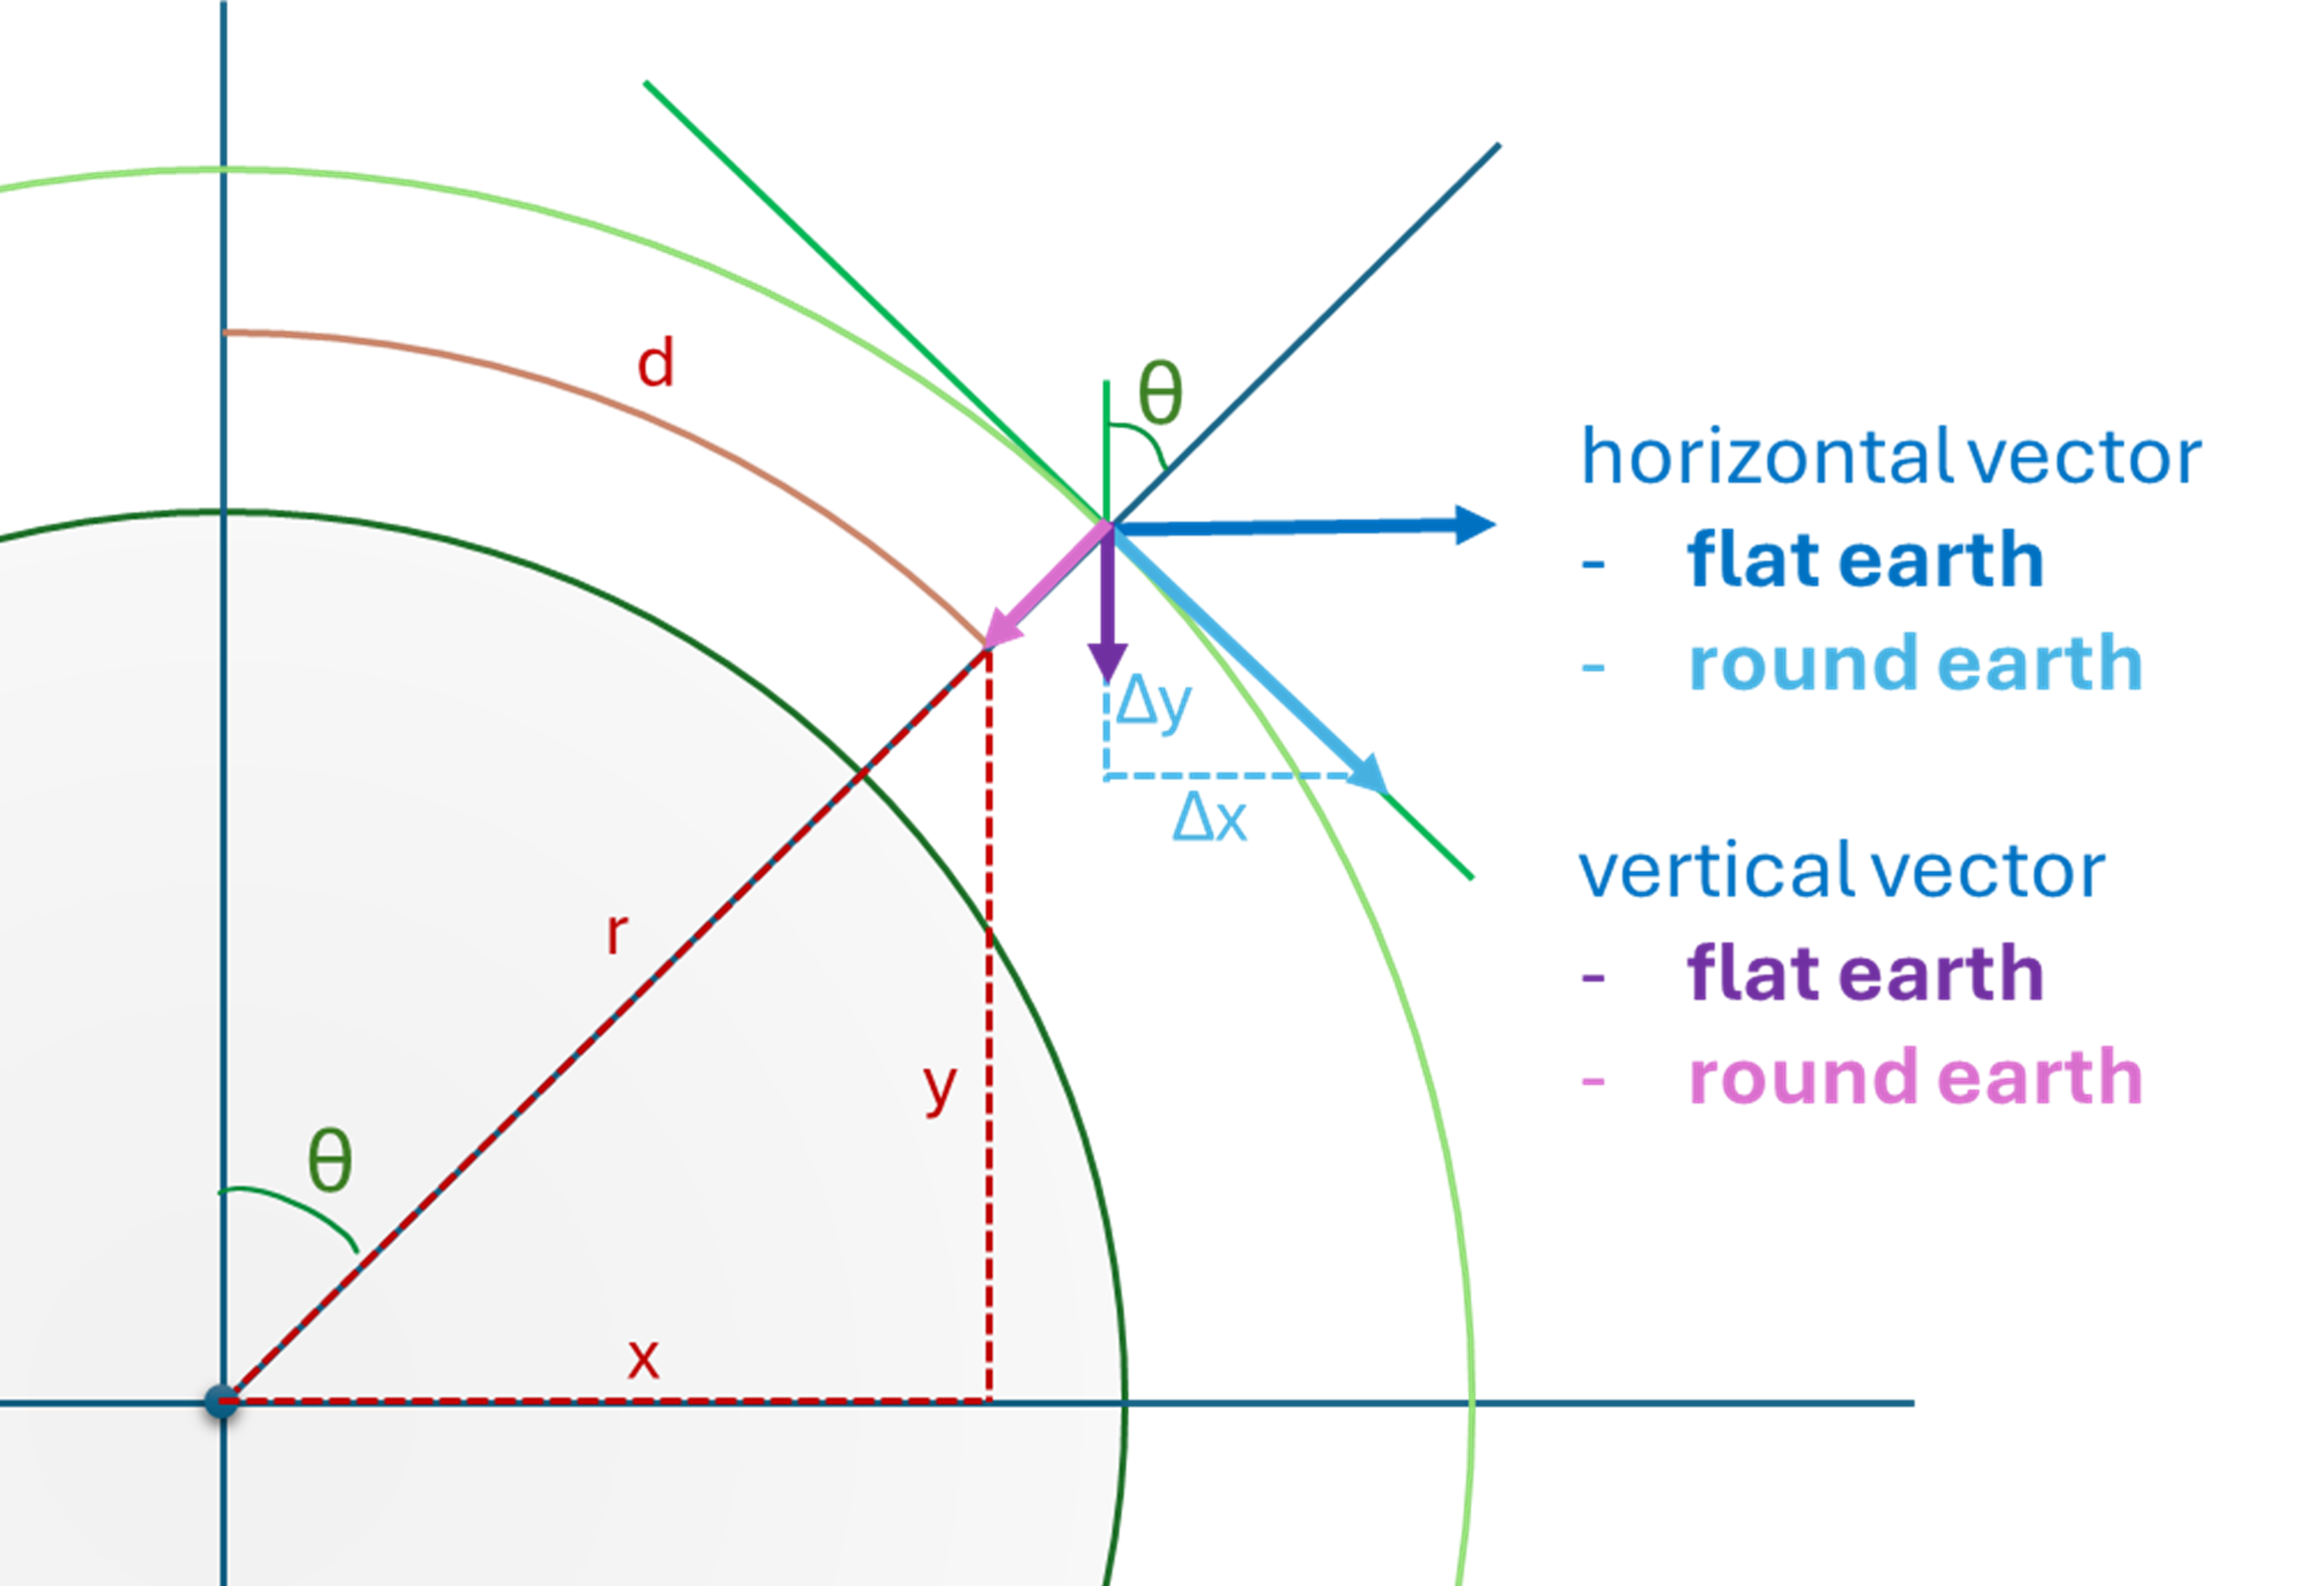 d
θ
horizontal vector
- flat earth
- round earth
Δy
Δx
vertical vector
- flat earth
- round earth
r
y
θ
x